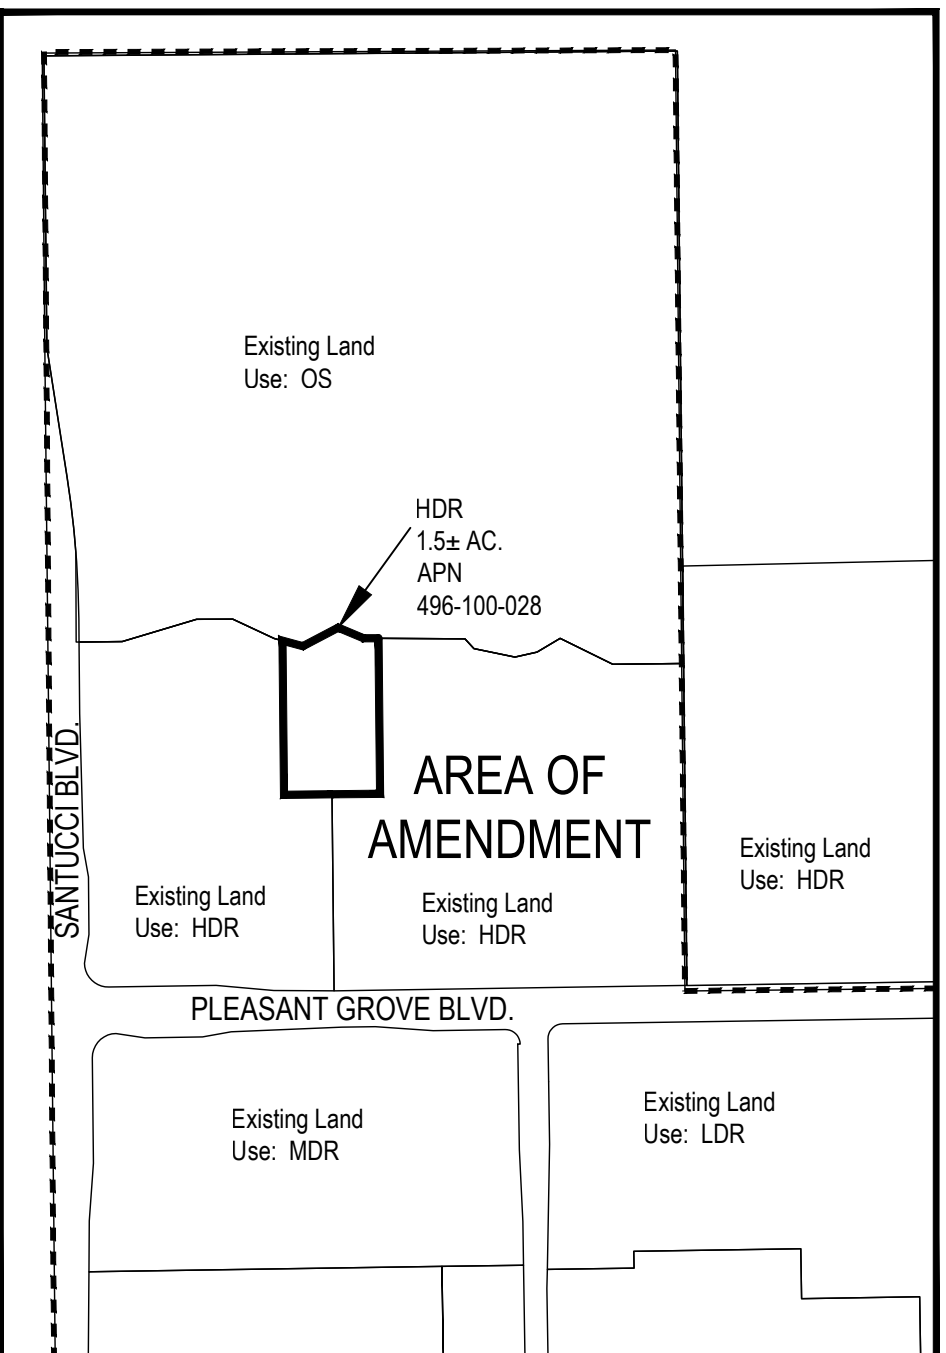 Existing Land
Use: OS
HDR
1.5± AC.
APN
496-100-028
SANTUCCI BLVD.
AREA OF
AMENDMENT
Existing Land
Use: HDR
Existing Land
Use: HDR
Existing Land
Use: HDR
PLEASANT GROVE BLVD.
Existing Land
Use: MDR
Existing Land
Use: LDR